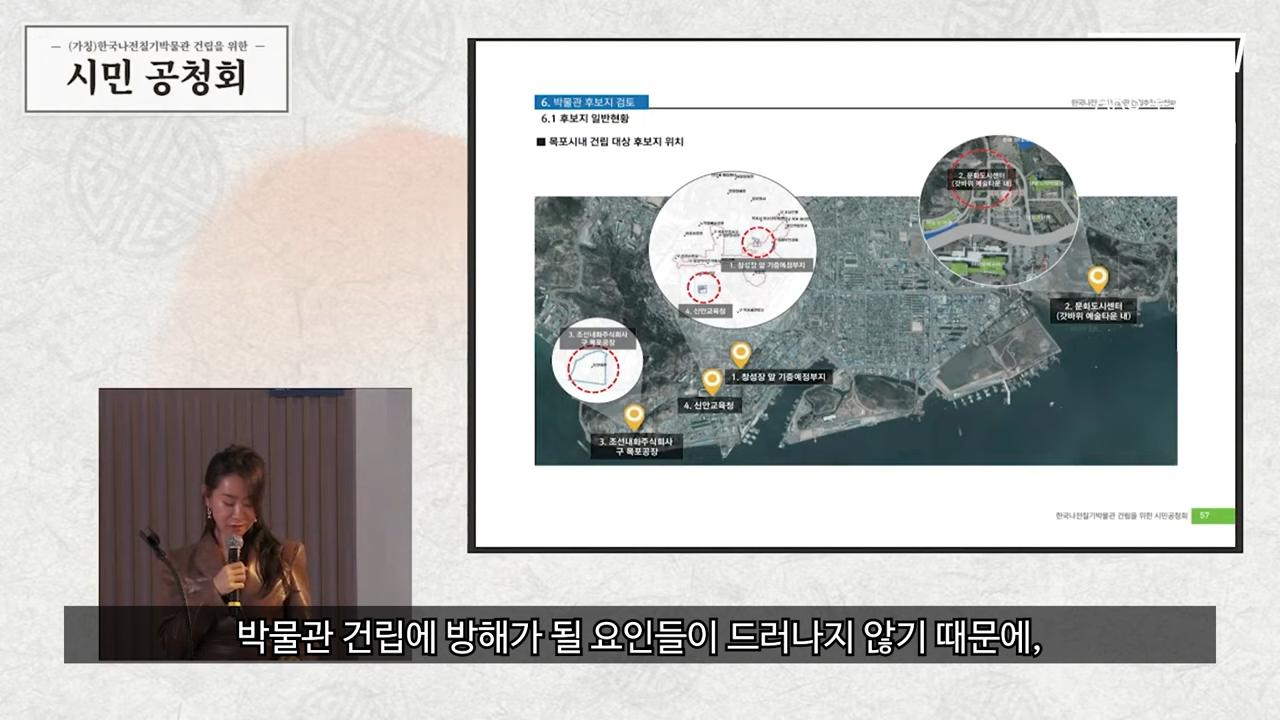 (가칭)한국나전칠기박물관 건립을 위한
시민 공청회
6. 박물관 후보지 검토
6.1 후보지 일반현황
■ 목포시내 건립 대상 후보지 위치
2. 문화도시센터
(갓바위 예술타운 내)
1. 창성장 앞 기증예정부지
4. 신안교육청
3. 조선내화주식회사
구 목포공장
2. 문화도시센터
(갓바위 예술타운 내)
1. 창성장 앞 기증예정부지
4. 신안교육청
3. 조선내화주식회사
구 목포공장
한국나전칠기박물관 건립을 위한 시민공청회 57
박물관 건립에 방해가 될 요인들이 드러나지 않기 때문에,